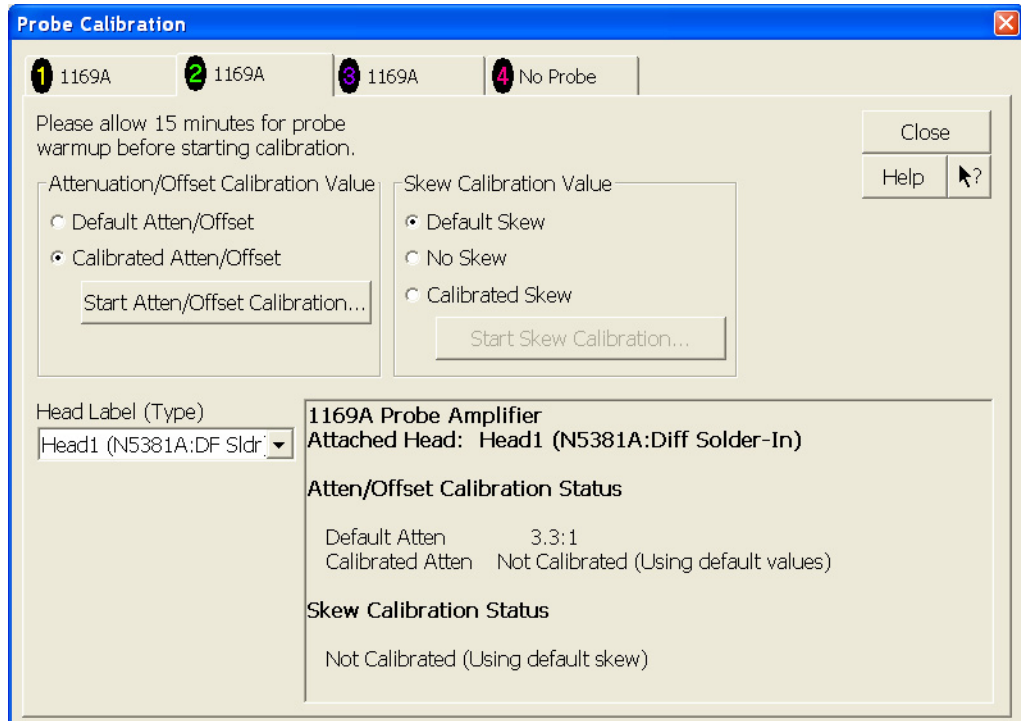 Probe Calibration
1 1169A
2 1169A
3 1169A
4 No Probe
Please allow 15 minutes for probe
warmup before starting calibration.
Close
Help
?
Attenuation/Offset Calibration Value
Default Atten/Offset
Calibrated Atten/Offset
Start Atten/Offset Calibration...
Skew Calibration Value
Default Skew
No Skew
Calibrated Skew
Start Skew Calibration...
Head Label (Type)
Head1 (N5381A:DF Sldr
1169A Probe Amplifier
Attached Head: Head1 (N5381A:Diff Solder-In)
Atten/Offset Calibration Status
Default Atten 3.3:1
Calibrated Atten Not Calibrated (Using default values)
Skew Calibration Status
Not Calibrated (Using default skew)